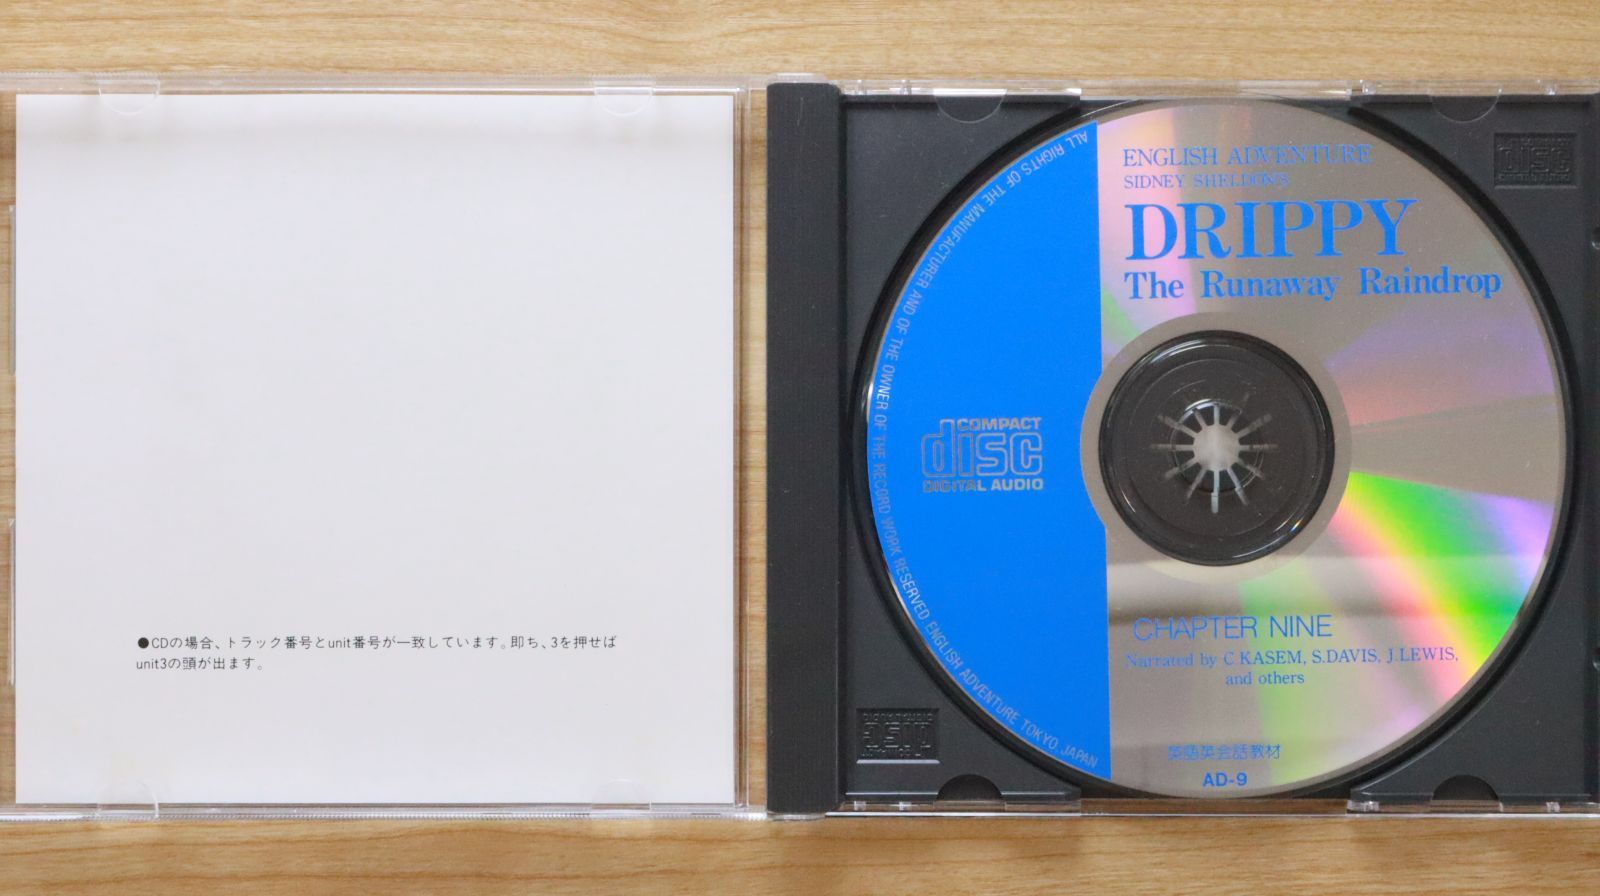 ●CDの場合、トラック番号とunit番号が一致しています。即ち、3を押せば
unit3の頭が出ます。
ENGLISH ADVENTURE
SIDNEY SHELDON'S
DRIPPY
The Runaway Raindrop
COMPACT
disc
DIGITAL AUDIO
ALL RIGHTS OF THE MANUFACTURER AND OF THE OWNER OF THE RECORD WORK RESERVED ENGLISH ADVENTURE TOKYO JAPAN
CHAPTER NINE
Narrated by C.KASEM, S.DAVIS, J.LEWIS,
and others
英語英会話教材
AD-9
disc
DIGITAL AUDIO